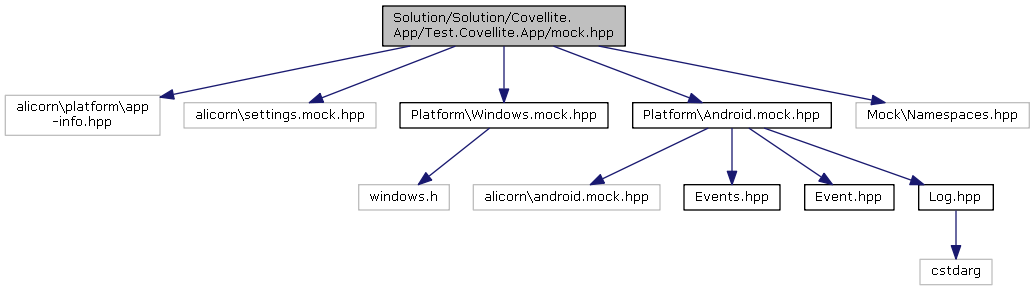 Solution/Solution/Covellite.
App/Test.Covellite.App/mock.hpp
alicorn\platform\app
-info.hpp
alicorn\settings.mock.hpp
Platform\Windows.mock.hpp
Platform\Android.mock.hpp
Mock\Namespaces.hpp
windows.h
alicorn\android.mock.hpp
Events.hpp
Event.hpp
Log.hpp
cstdarg